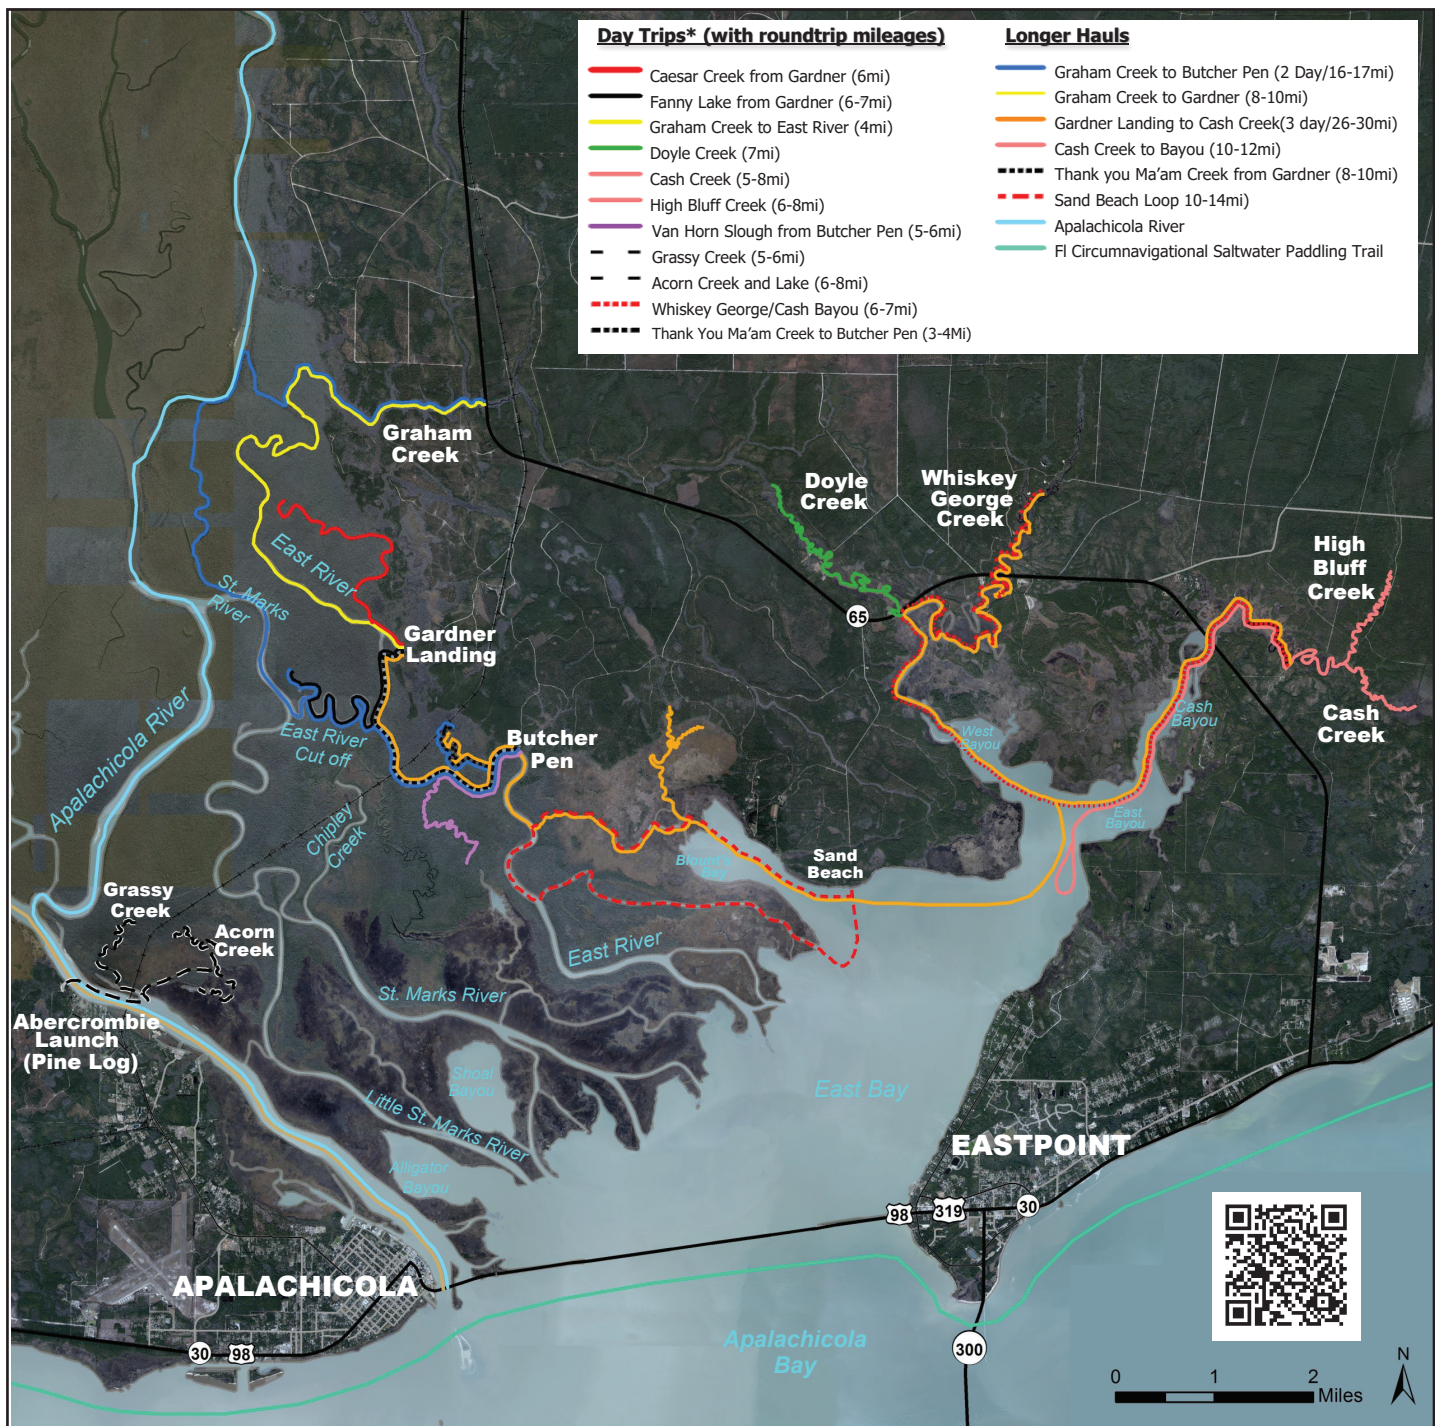 Day Trips* (with roundtrip mileages)
Caesar Creek from Gardner (6mi)
Fanny Lake from Gardner (6-7mi)
Graham Creek to East River (4mi)
Doyle Creek (7mi)
Cash Creek (5-8mi)
High Bluff Creek (6-8mi)
Van Horn Slough from Butcher Pen (5-6mi)
Grassy Creek (5-6mi)
Acorn Creek and Lake (6-8mi)
Whiskey George/Cash Bayou (6-7mi)
Thank You Ma'am Creek to Butcher Pen (3-4Mi)
Longer Hauls
Graham Creek to Butcher Pen (2 Day/16-17mi)
Graham Creek to Gardner (8-10mi)
Gardner Landing to Cash Creek(3 day/26-30mi)
Cash Creek to Bayou (10-12mi)
Thank you Ma'am Creek from Gardner (8-10mi)
Sand Beach Loop 10-14mi)
Apalachicola River
Fl Circumnavigational Saltwater Paddling Trail
Graham
Creek
Doyle
Creek
Whiskey
George
Creek
High
Bluff
Creek
East River
St. Marks
River
65
Gardner
Landing
Apalachicola River
East River
Cut off
Butcher
Pen
West
Bayou
Cash
Bayou
Cash
Creek
Chipley
Creek
East
Bayou
Blount's
Bay
Sand
Beach
Grassy
Creek
Acorn
Creek
East River
St. Marks River
Abercrombie
Launch
(Pine Log)
Shoal
Bayou
East Bay
Little St. Marks River
EASTPOINT
Alligator
Bayou
98
319
30
APALACHICOLA
Apalachicola
Bay
30
98
300
0
1
2
Miles
N